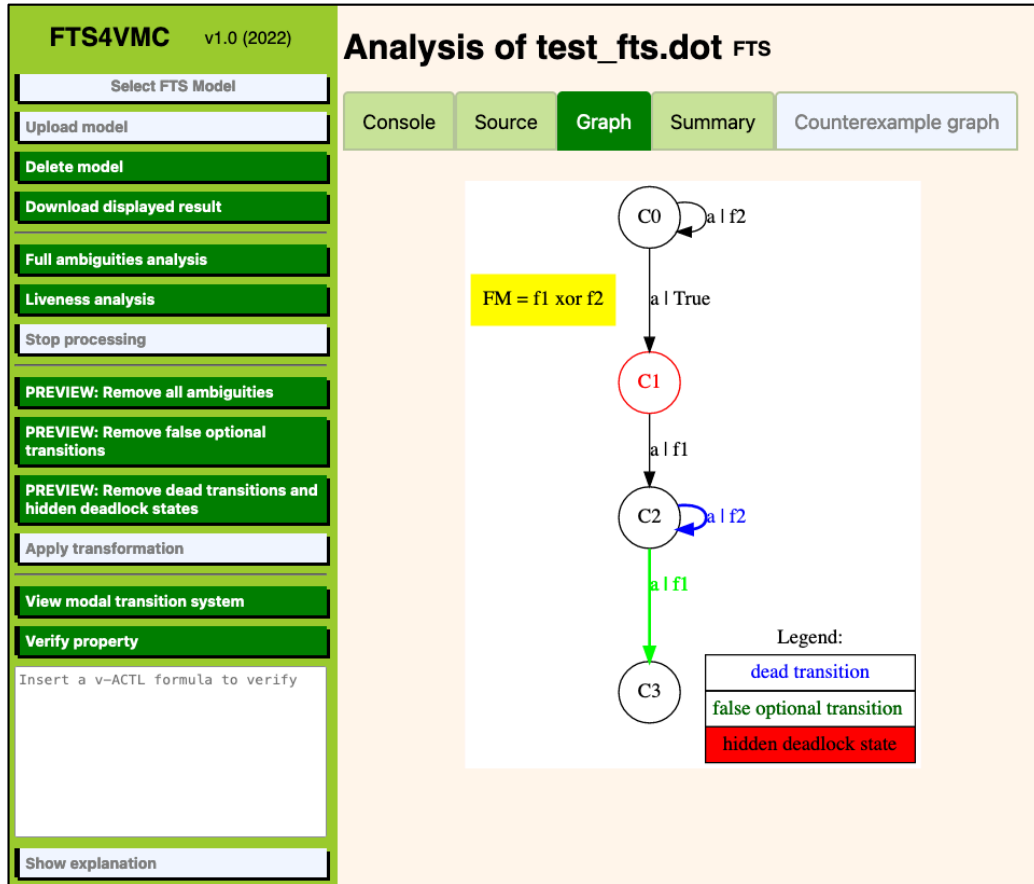 FTS4VMC v1.0 (2022)
Select FTS Model
Upload model
Delete model
Download displayed result
Full ambiguities analysis
Liveness analysis
Stop processing
PREVIEW: Remove all ambiguities
PREVIEW: Remove false optional
transitions
PREVIEW: Remove dead transitions and
hidden deadlock states
Apply transformation
View modal transition system
Verify property
Insert a v-ACTL formula to verify
Show explanation
Analysis of test_fts.dot FTS
Console Source Graph Summary Counterexample graph
C0 a | f2
FM = f1 xor f2 a | True
C1
a | f1
C2 a | f2
a | f1
C3
Legend:
dead transition
false optional transition
hidden deadlock state